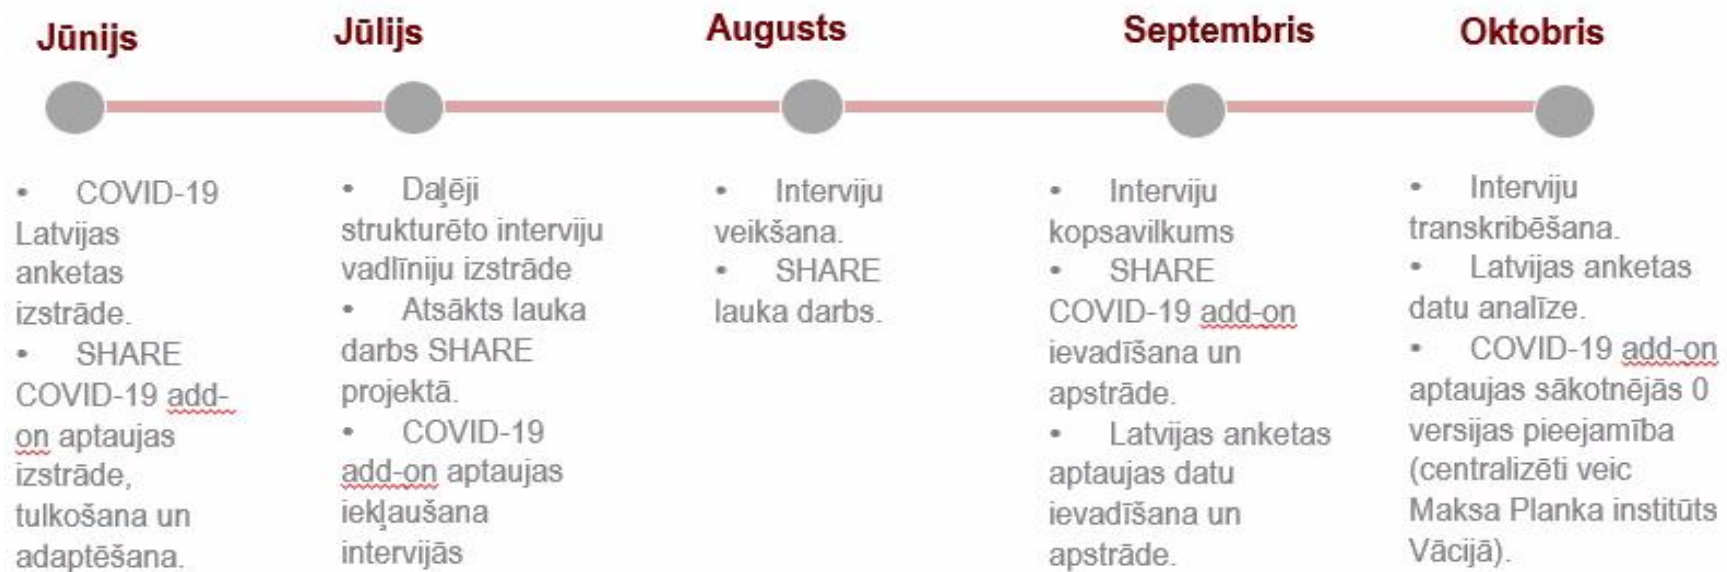 Jūnijs
• COVID-19
Latvijas
anketas
izstrāde.
• SHARE
COVID-19 add-
on aptaujas
izstrāde,
tulkošana un
adaptēšana.
Jūlijs
• Daļēji
strukturēto interviju
vadlīniju izstrāde
• Atsākts lauka
darbs SHARE
projektā.
• COVID-19
add-on aptaujas
iekļaušana
intervijās
Augusts
• Interviju
veikšana.
• SHARE
lauka darbs.
Septembris
• Interviju
kopsavilkums
• SHARE
COVID-19 add-on
ievadīšana un
apstrāde.
• Latvijas anketas
aptaujas datu
ievadīšana un
apstrāde.
Oktobris
• Interviju
transkribēšana.
• Latvijas anketas
datu analīze.
• COVID-19 add-on
aptaujas sākotnējās 0
versijas pieejamība
(centralizēti veic
Maksa Planka institūts
Vācijā).